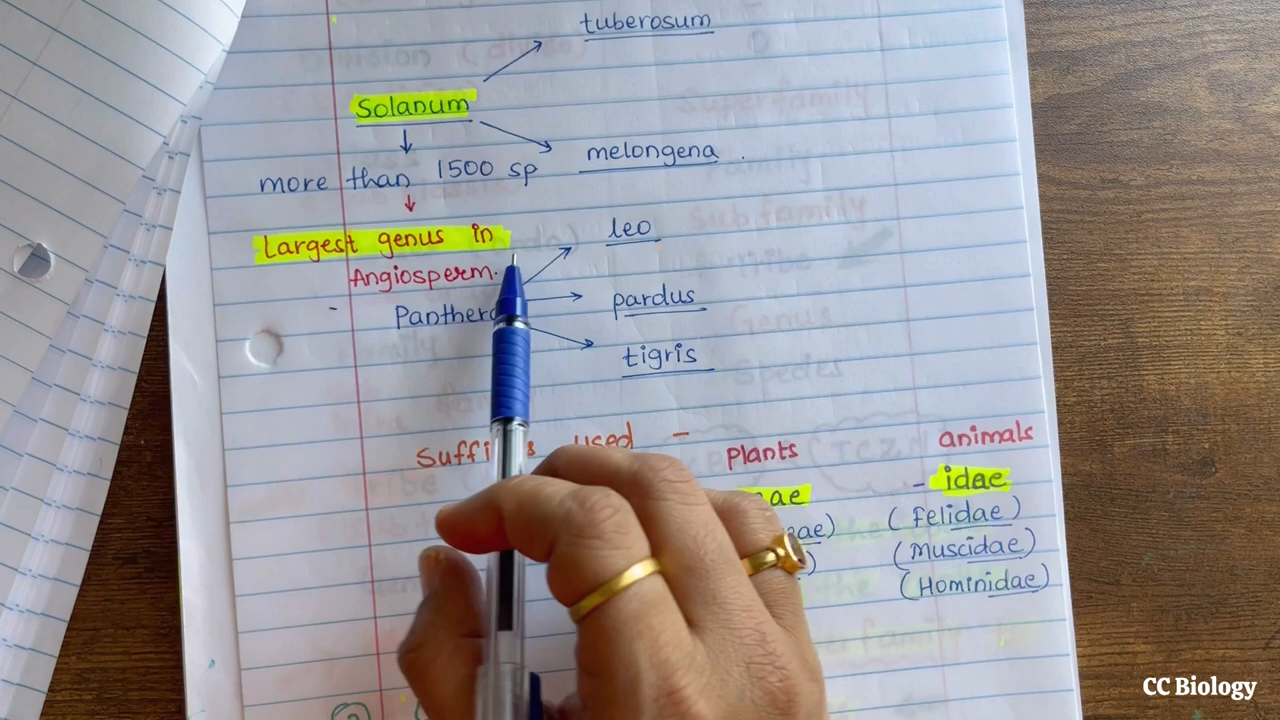 tuberosum
Solanum
melongena .
more than 1500 sp
Largest genus in
Angiosperm.
leo
Panthera
pardus
tigris
used -
plants
animals
- idae
(Felidae)
(Muscidae)
(Hominidae)
CC Biology